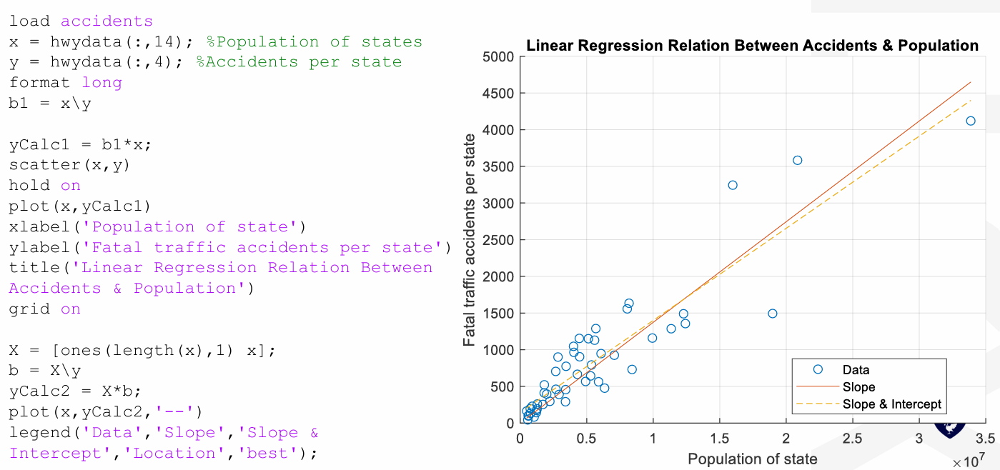 load accidents
x = hwydata(:,14); %Population of states
y = hwydata(:,4); %Accidents per state
format long
b1 = x\y
yCalc1 = b1*x;
scatter(x,y)
hold on
plot(x,yCalc1)
xlabel('Population of state')
ylabel('Fatal traffic accidents per state')
title('Linear Regression Relation Between
Accidents & Population')
grid on
X = [ones(length(x),1) x];
b = X\y
yCalc2 = X*b;
plot(x,yCalc2,'--')
legend('Data','Slope','Slope &
Intercept','Location','best');
Linear Regression Relation Between Accidents & Population
Fatal traffic accidents per state
5000
4500
4000
3500
3000
2500
2000
1500
1000
500
0
Data
Slope
Slope & Intercept
0 0.5 1 1.5 2 2.5 3 3.5
Population of state
×10⁷